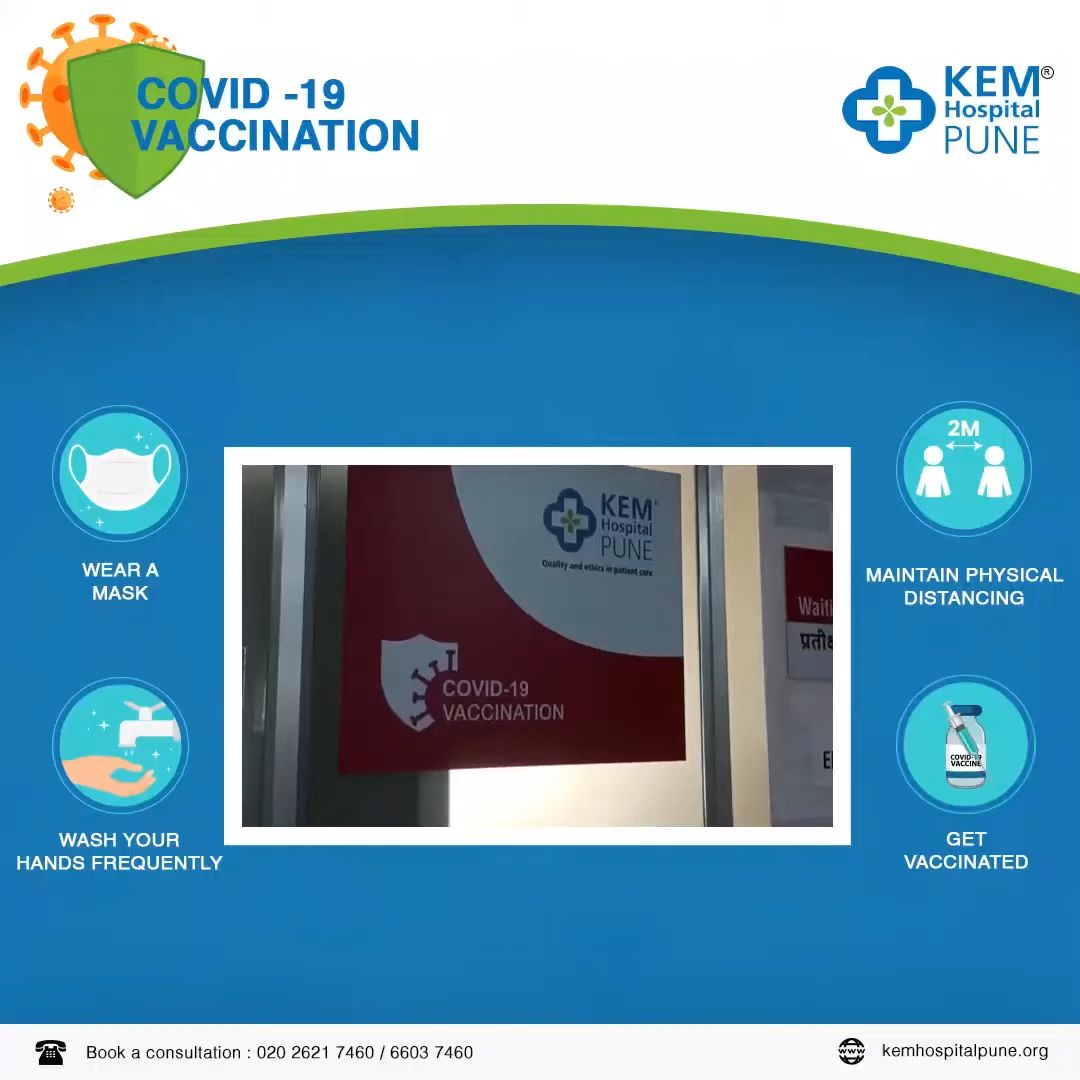 COVID -19
VACCINATION
KEM®
Hospital
PUNE
WEAR A
MASK
2M
MAINTAIN PHYSICAL
DISTANCING
KEM®
Hospital
PUNE
Quality and ethics in patient care
COVID-19
VACCINATION
WASH YOUR
HANDS FREQUENTLY
COVID-19
VACCINE
GET
VACCINATED
Book a consultation : 020 2621 7460 / 6603 7460
kemhospitalpune.org